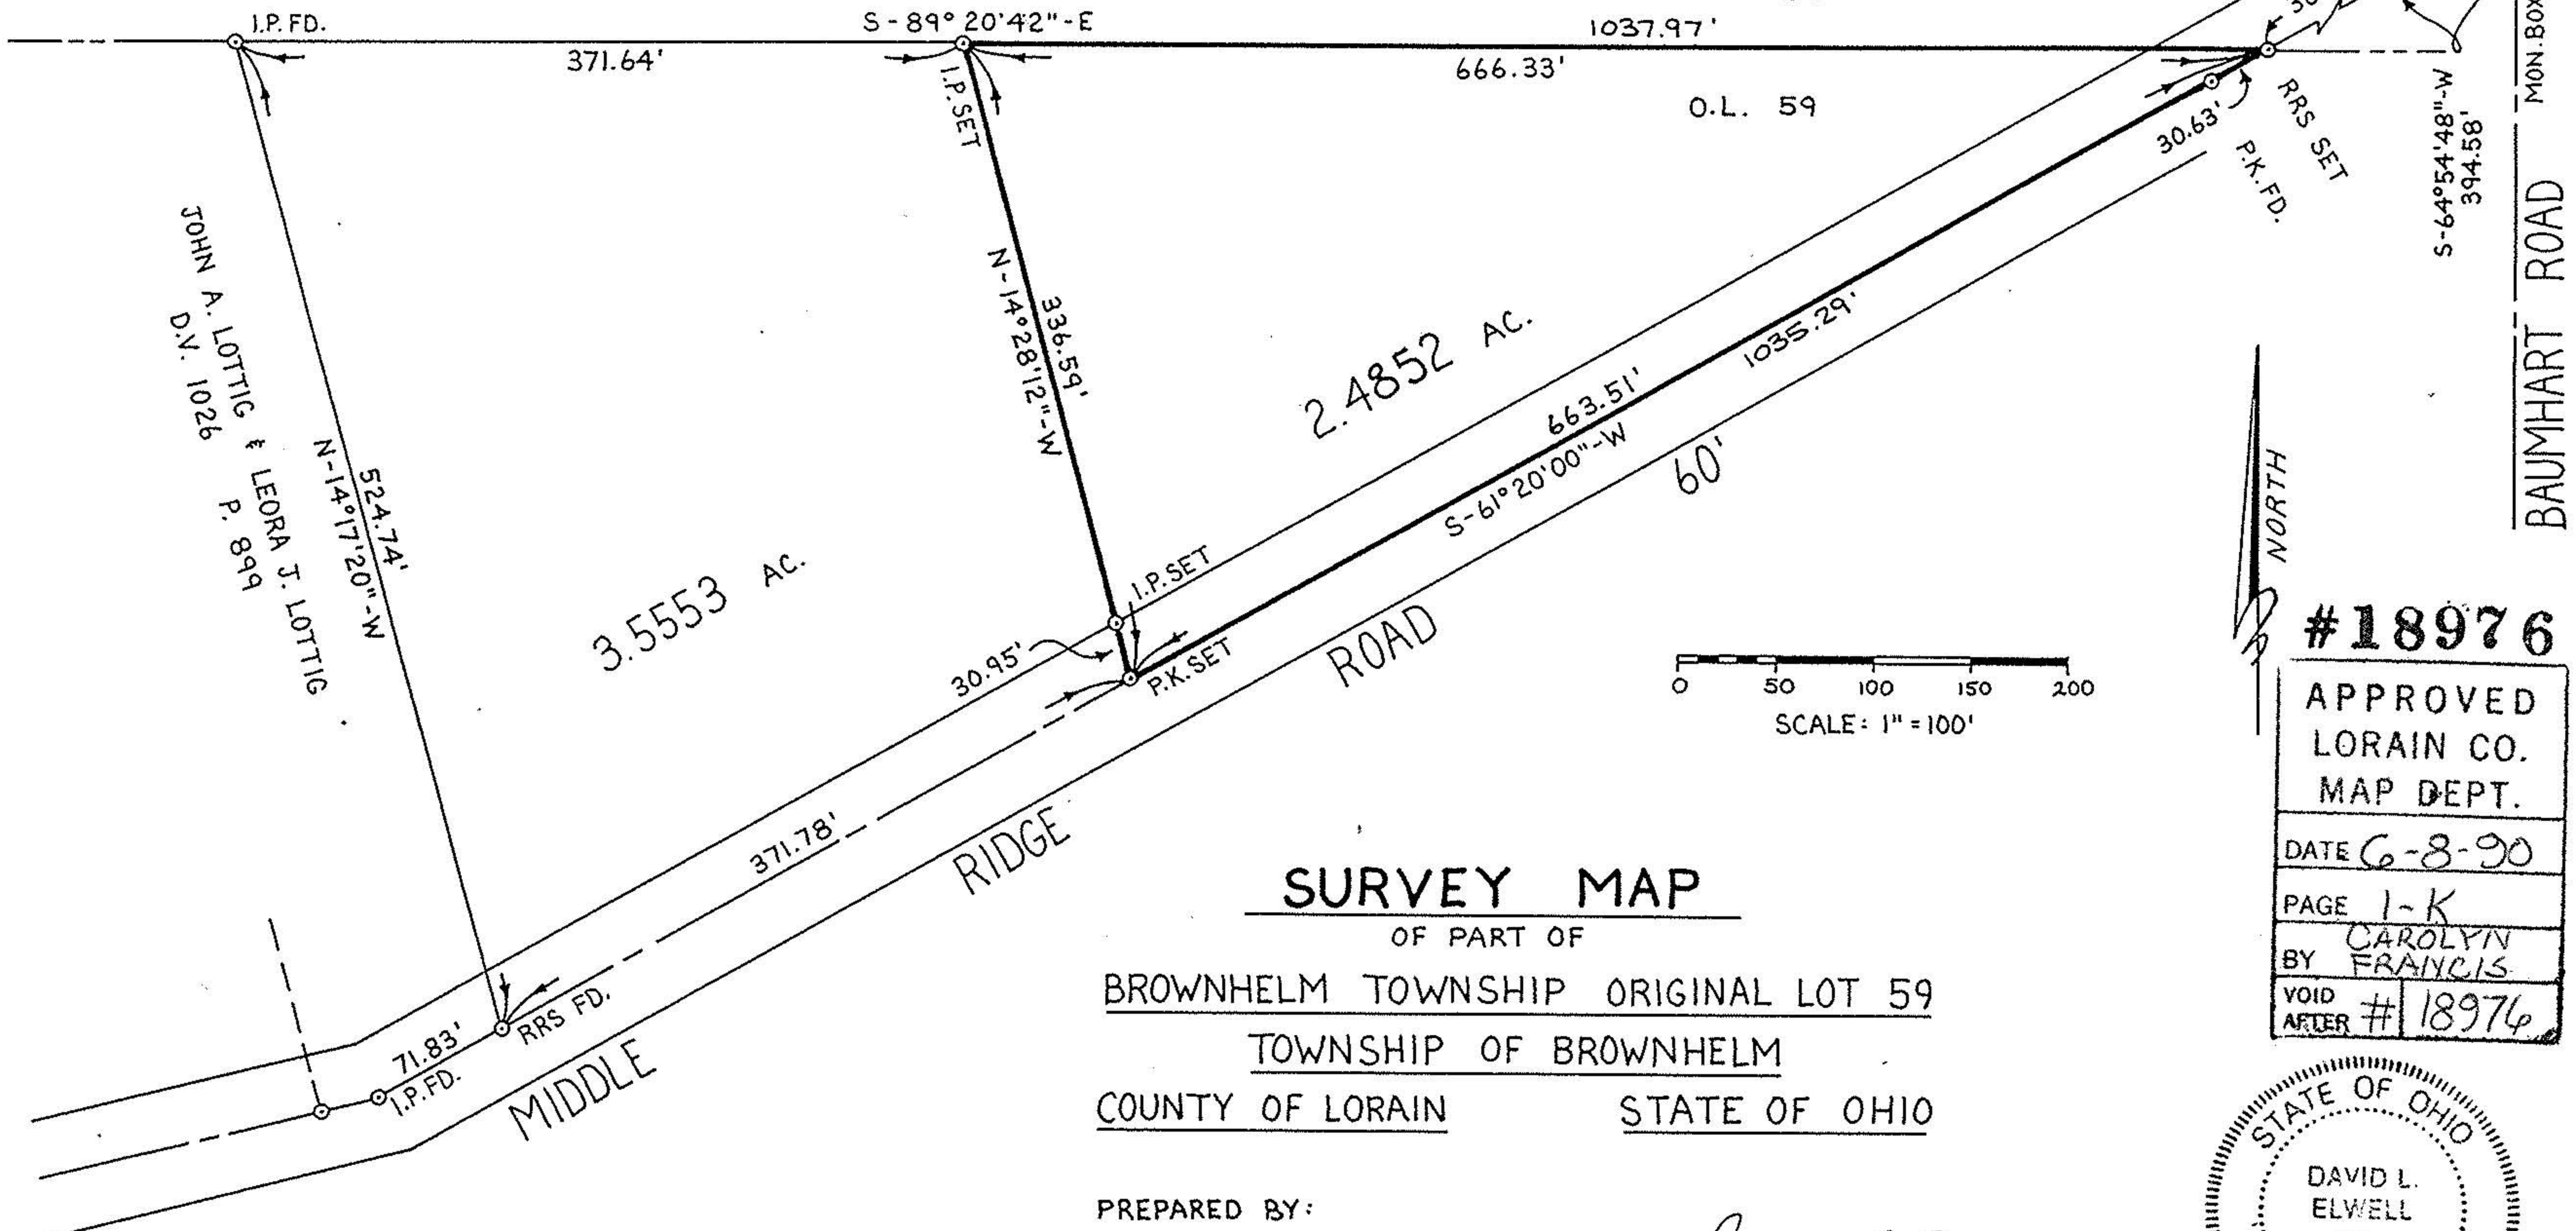 I.P. FD.
S-89°20'42"-E
1037.97'
371.64'
666.33'
I.P. SET
O.L. 59
30.63'
RRS SET
P.K. FD.
S-64°54'48"-W
394.58'
MON. BOX
BAUMHART ROAD
JOHN A. LOTTIG & LEORA J. LOTTIG
D.V. 1026 P. 899
524.74'
N-14°17'20"-W
336.59'
N-14°28'12"-W
2.4852 AC.
3.5553 AC.
663.51'
1035.29'
S-61°20'00"-W
60'
I.P. SET
30.95'
P.K. SET
371.78'
RRS FD.
71.83'
I.P. FD.
MIDDLE RIDGE ROAD
NORTH
0 50 100 150 200
SCALE: 1"=100'
#18976
APPROVED
LORAIN CO.
MAP DEPT.
DATE 6-8-90
PAGE 1-K
BY CAROLYN
FRANCIS
VOID
AFTER # 18976
SURVEY MAP
OF PART OF
BROWNHELM TOWNSHIP ORIGINAL LOT 59
TOWNSHIP OF BROWNHELM
COUNTY OF LORAIN STATE OF OHIO
PREPARED BY:
STATE OF OHIO
DAVID L.
ELWELL